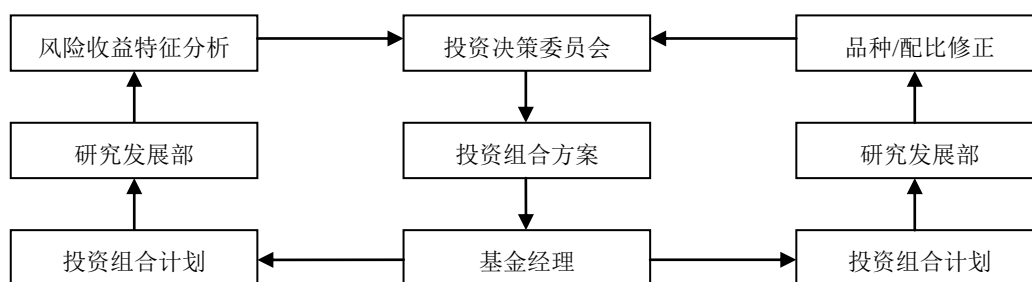 风险收益特征分析
投资决策委员会
品种/配比修正
研究发展部
投资组合方案
研究发展部
投资组合计划
基金经理
投资组合计划